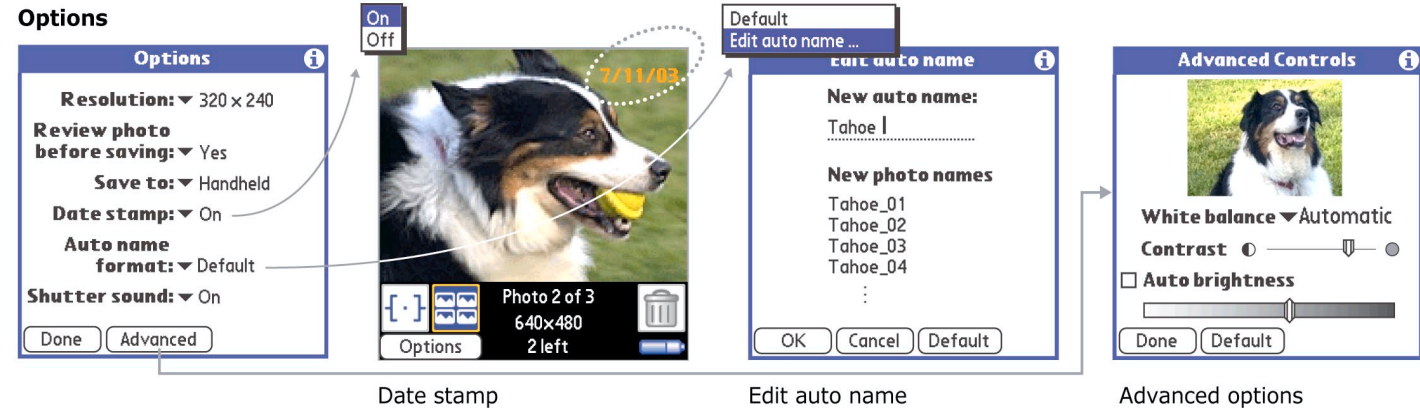 Options
Options
Resolution: 320 x 240
Review photo
before saving: Yes
Save to: Handheld
Date stamp: On
Auto name
format: Default
Shutter sound: On
Done Advanced
On
Off
7/11/03
Photo 2 of 3
640x480
2 left
Options
Date stamp
Default
Edit auto name ...
Edit auto name
New auto name:
Tahoe
New photo names
Tahoe_01
Tahoe_02
Tahoe_03
Tahoe_04
OK Cancel Default
Edit auto name
Advanced Controls
White balance Automatic
Contrast
Auto brightness
Done Default
Advanced options